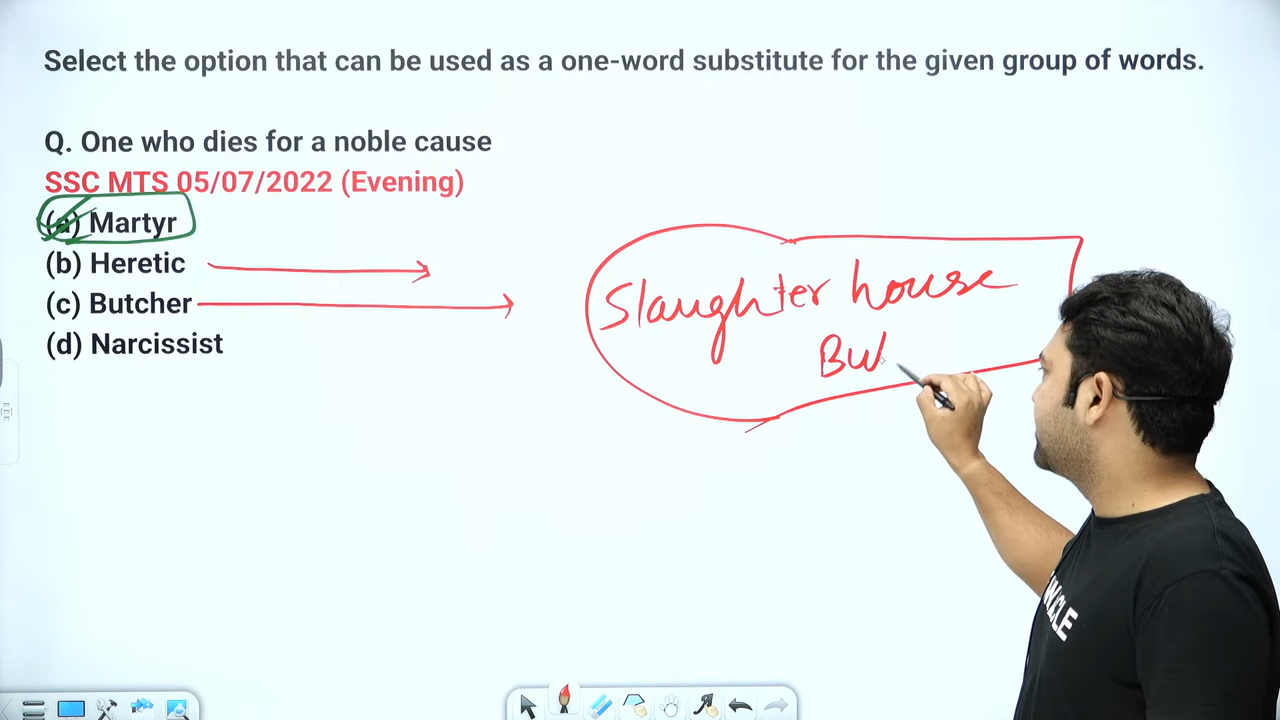 Select the option that can be used as a one-word substitute for the given group of words.
Q. One who dies for a noble cause
SSC MTS 05/07/2022 (Evening)
(a) Martyr
(b) Heretic
(c) Butcher
(d) Narcissist
Slaughter house
But